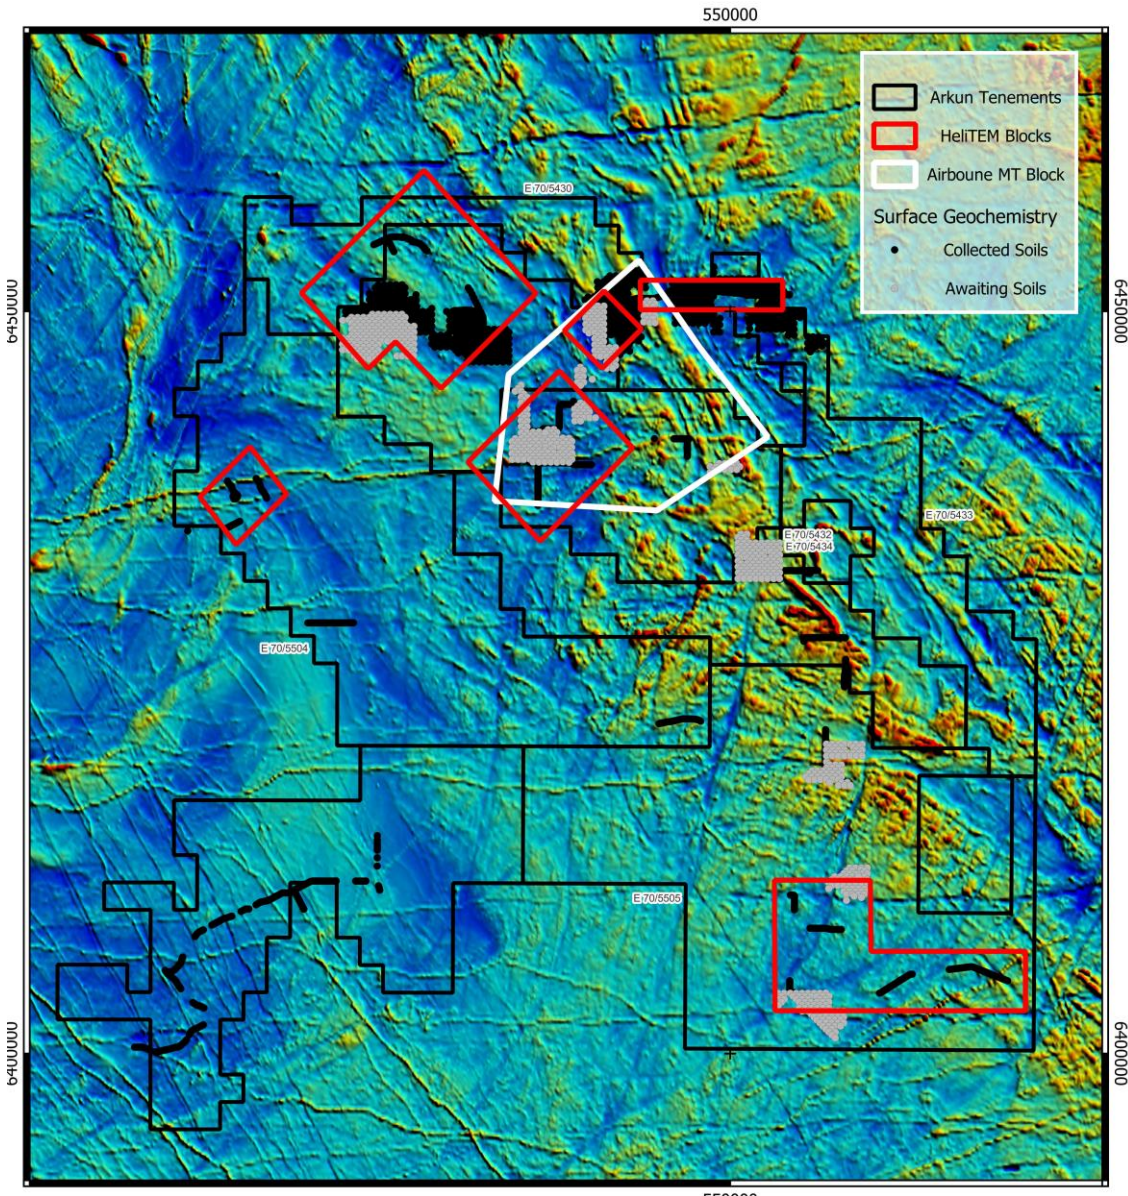 550000
Arkun Tenements
HeliTEM Blocks
Airboune MT Block
Surface Geochemistry
Collected Soils
Awaiting Soils
E 70/5430
6450000
6450000
E 70/5433
E 70/5432
E 70/5434
E 70/5504
E 70/5505
6400000
6400000
550000